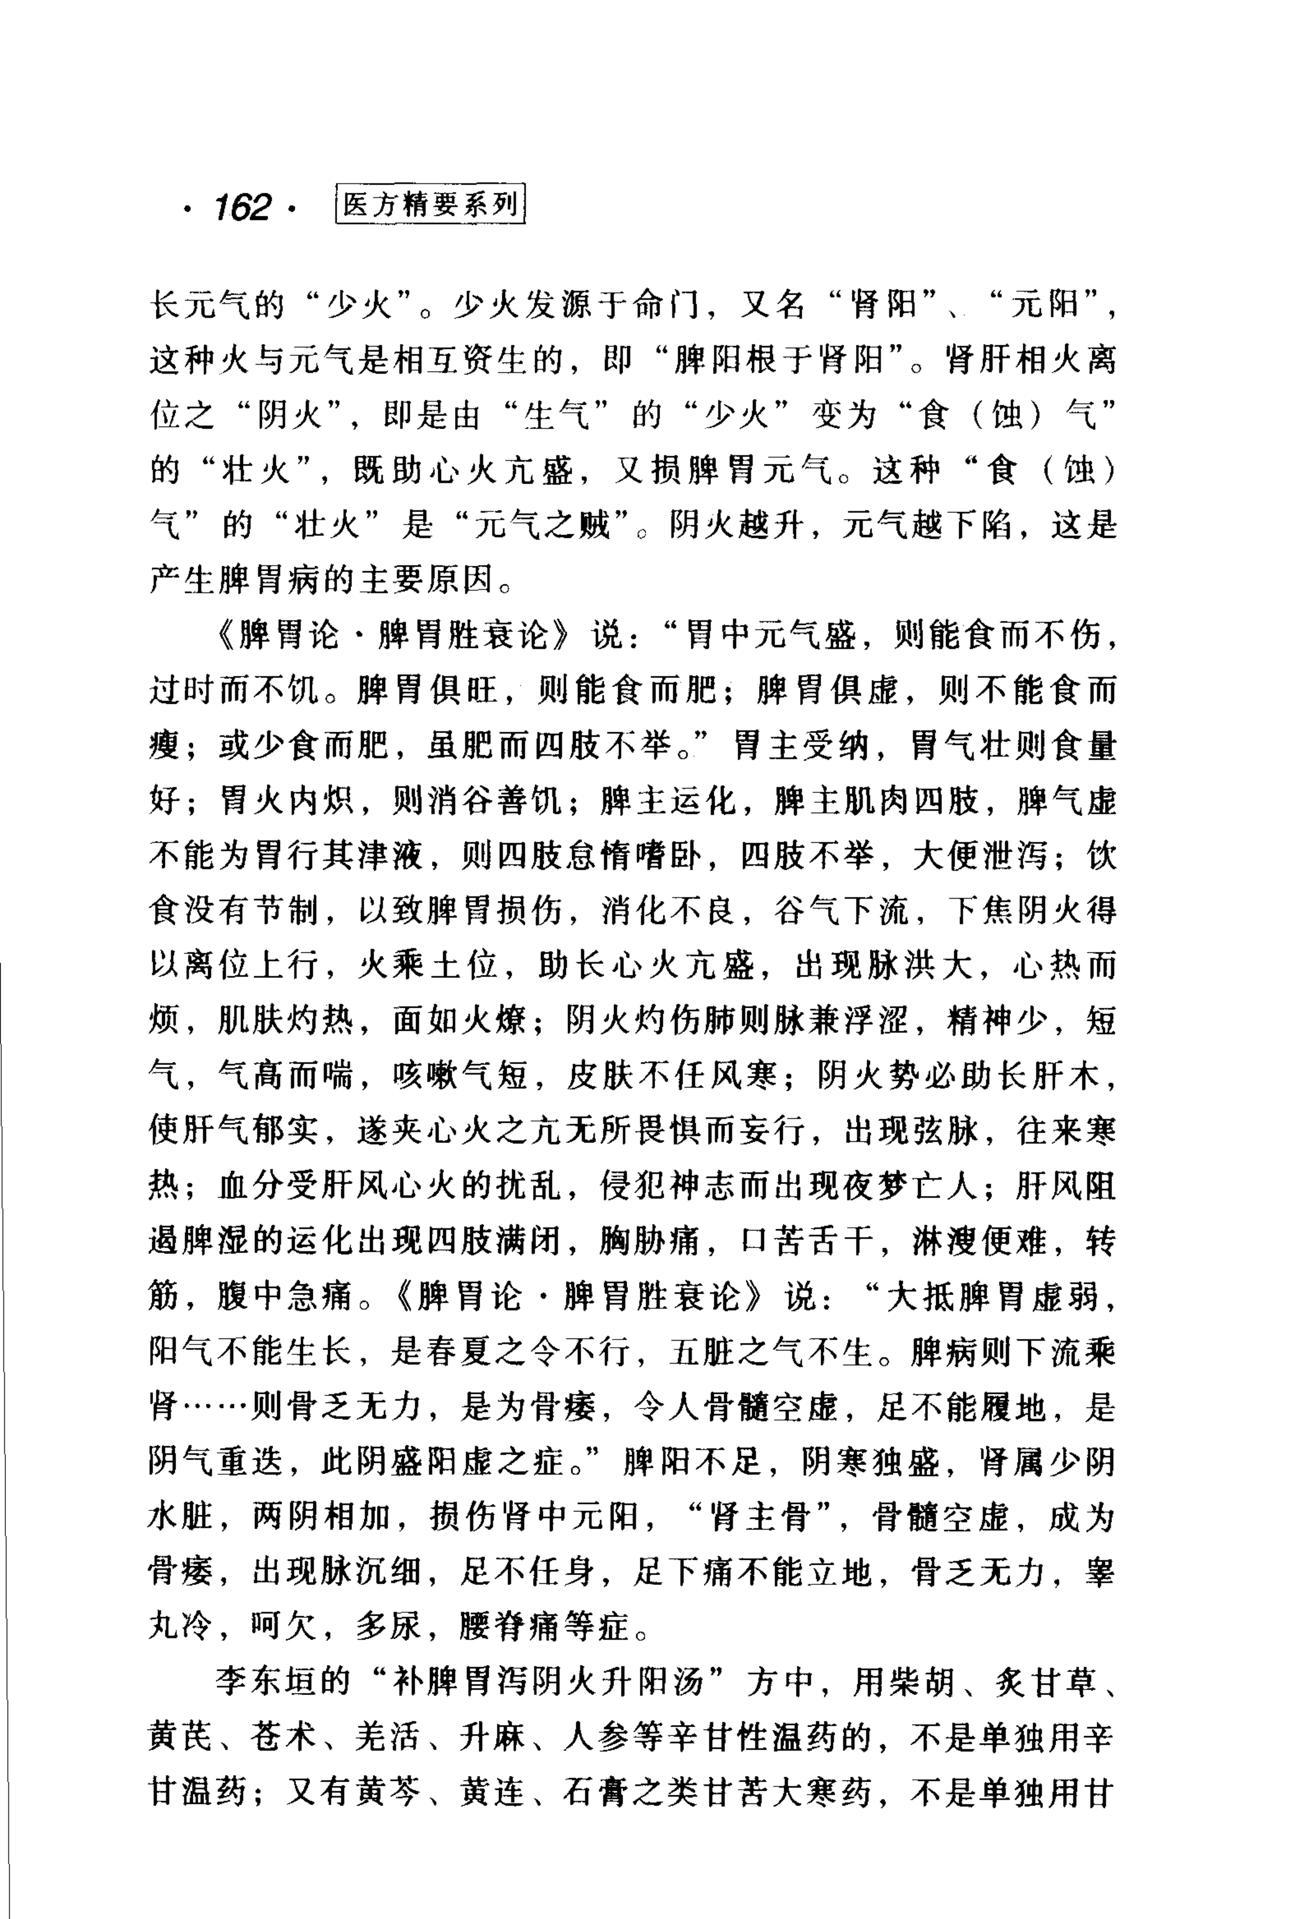 · 162 · 医方精要系列
长元气的“少火”。少火发源于命门，又名“肾阳”、“元阳”，
这种火与元气是相互资生的，即“脾阳根于肾阳”。肾肝相火离
位之“阴火”，即是由“生气”的“少火”变为“食（蚀）气”
的“壮火”，既助心火亢盛，又损脾胃元气。这种“食（蚀）
气”的“壮火”是“元气之贼”。阴火越升，元气越下陷，这是
产生脾胃病的主要原因。
《脾胃论·脾胃胜衰论》说：“胃中元气盛，则能食而不伤，
过时而不饥。脾胃俱旺，则能食而肥；脾胃俱虚，则不能食而
瘦；或少食而肥，虽肥而四肢不举。”胃主受纳，胃气壮则食量
好；胃火内炽，则消谷善饥；脾主运化，脾主肌肉四肢，脾气虚
不能为胃行其津液，则四肢怠惰嗜卧，四肢不举，大便泄泻；饮
食没有节制，以致脾胃损伤，消化不良，谷气下流，下焦阴火得
以离位上行，火乘土位，助长心火亢盛，出现脉洪大，心热而
烦，肌肤灼热，面如火燎；阴火灼伤肺则脉兼浮涩，精神少，短
气，气高而喘，咳嗽气短，皮肤不任风寒；阴火势必助长肝木，
使肝气郁实，遂夹心火之亢无所畏惧而妄行，出现弦脉，往来寒
热；血分受肝风心火的扰乱，侵犯神志而出现夜梦亡人；肝风阻
遏脾湿的运化出现四肢满闭，胸胁痛，口苦舌干，淋溲便难，转
筋，腹中急痛。《脾胃论·脾胃胜衰论》说：“大抵脾胃虚弱，
阳气不能生长，是春夏之令不行，五脏之气不生。脾病则下流乘
肾……则骨乏无力，是为骨痿，令人骨髓空虚，足不能履地，是
阴气重迭，此阴盛阳虚之症。”脾阳不足，阴寒独盛，肾属少阴
水脏，两阴相加，损伤肾中元阳，“肾主骨”，骨髓空虚，成为
骨痿，出现脉沉细，足不任身，足下痛不能立地，骨乏无力，睾
丸冷，呵欠，多尿，腰脊痛等症。
李东垣的“补脾胃泻阴火升阳汤”方中，用柴胡、炙甘草、
黄芪、苍术、羌活、升麻、人参等辛甘性温药的，不是单独用辛
甘温药；又有黄芩、黄连、石膏之类甘苦大寒药，不是单独用甘